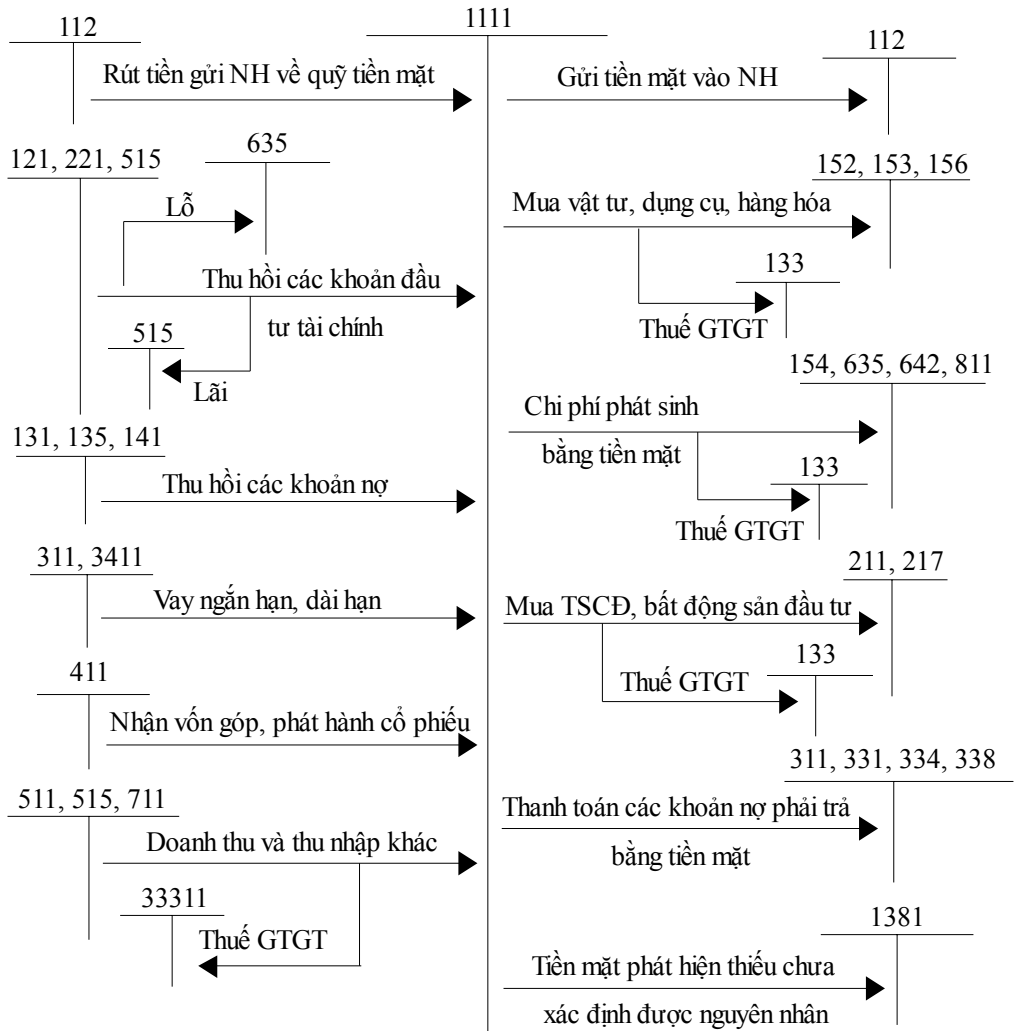 1111
112
Rút tiền gửi NH về quỹ tiền mặt
121, 221, 515
635
Lỗ
Thu hồi các khoản đầu
tư tài chính
515
Lãi
131, 135, 141
Thu hồi các khoản nợ
311, 3411
Vay ngắn hạn, dài hạn
411
Nhận vốn góp, phát hành cổ phiếu
511, 515, 711
Doanh thu và thu nhập khác
33311
Thuế GTGT
112
Gửi tiền mặt vào NH
152, 153, 156
Mua vật tư, dụng cụ, hàng hóa
133
Thuế GTGT
154, 635, 642, 811
Chi phí phát sinh
bằng tiền mặt
133
Thuế GTGT
211, 217
Mua TSCĐ, bất động sản đầu tư
133
Thuế GTGT
311, 331, 334, 338
Thanh toán các khoản nợ phải trả
bằng tiền mặt
1381
Tiền mặt phát hiện thiếu chưa
xác định được nguyên nhân